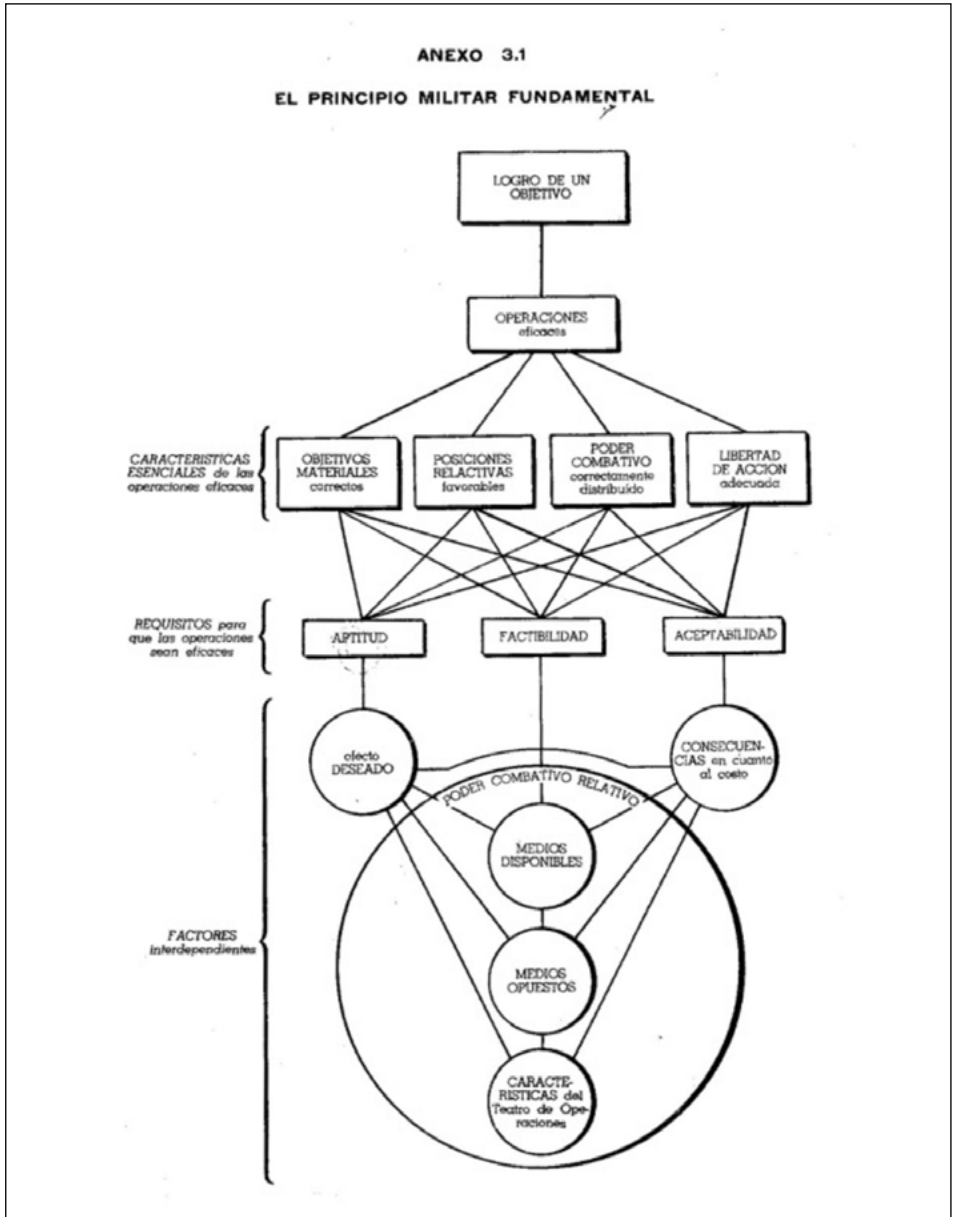 ANEXO 3.1
EL PRINCIPIO MILITAR FUNDAMENTAL
LOGRO DE UN
OBJETIVO
OPERACIONES
eficaces
CARACTERISTICAS
ESENCIALES de las
operaciones eficaces
OBJETIVOS
MATERIALES
correctos
POSICIONES
RELACTIVAS
favorables
PODER
COMBATIVO
correctamente
distribuído
LIBERTAD
DE ACCION
adecuada
REQUISITOS para
que las operaciones
sean eficaces
APTITUD
FACTIBILIDAD
ACEPTABILIDAD
efecto
DESEADO
CONSECUEN-
CIAS en cuanto
al costo
PODER COMBATIVO RELATIVO
MEDIOS
DISPONIBLES
FACTORES
interdependientes
MEDIOS
OPUESTOS
CARACTE-
RISTICAS del
Teatro de Ope-
raciones